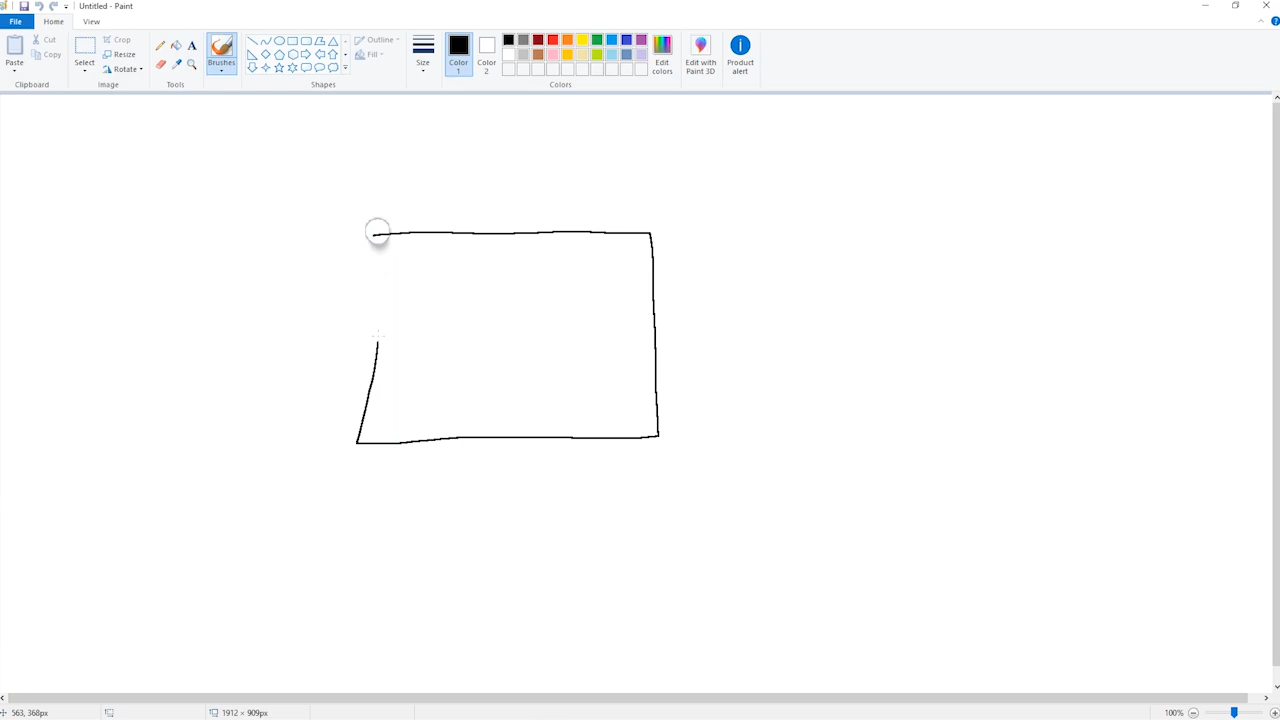 Untitled - Paint
File Home View
Paste
Cut
Copy
Clipboard
Select
Crop
Resize
Rotate
Image
A
Tools
Brushes
Outline
Fill
Shapes
Size
Color 1
Color 2
Edit colors
Colors
Edit with Paint 3D
Product alert
563, 368px
1912 × 909px
100%